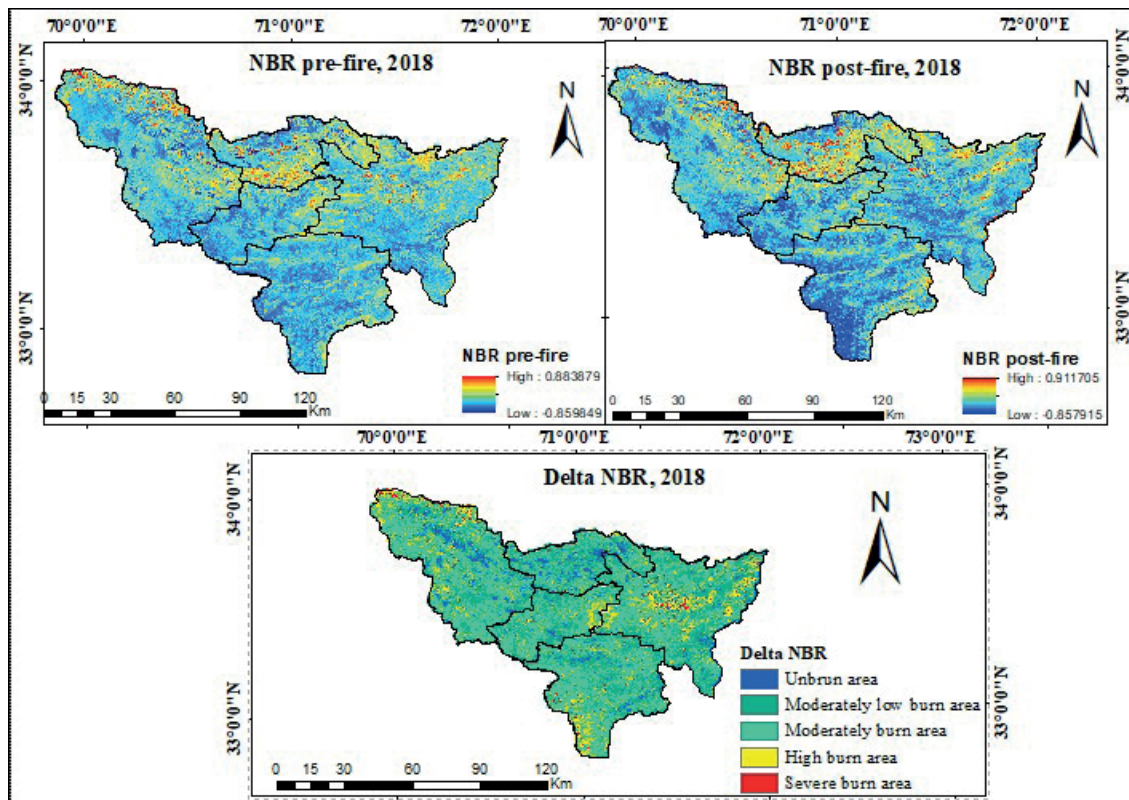 70°0'0"E 71°0'0"E 72°0'0"E
NBR pre-fire, 2018
N
34°0'0"N
33°0'0"N
NBR pre-fire
High : 0.883879
Low : -0.859849
0 15 30 60 90 120
Km
70°0'0"E 71°0'0"E 72°0'0"E
NBR post-fire, 2018
N
34°0'0"N
33°0'0"N
NBR post-fire
High : 0.911705
Low : -0.857915
0 15 30 60 90 120
Km
70°0'0"E 71°0'0"E 72°0'0"E 73°0'0"E
Delta NBR, 2018
N
34°0'0"N
34°0'0"N
33°0'0"N
33°0'0"N
Delta NBR
Unbrun area
Moderately low burn area
Moderately burn area
High burn area
Severe burn area
0 15 30 60 90 120
Km